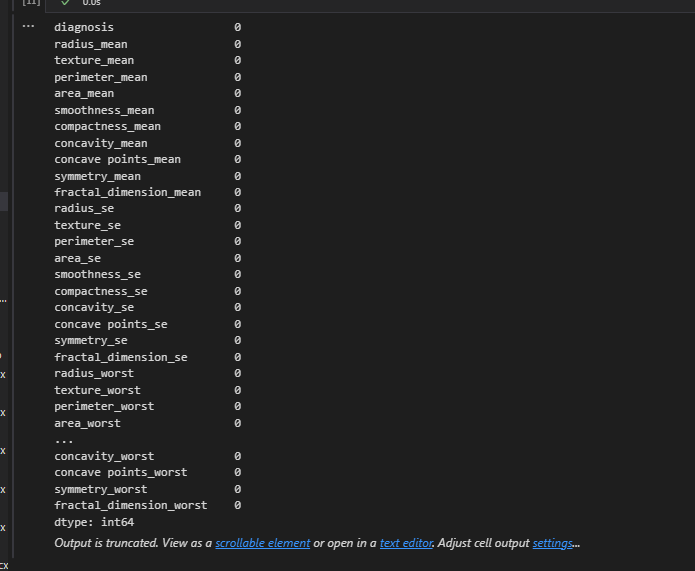 [11] ✓ 0.0s
... diagnosis 0
radius_mean 0
texture_mean 0
perimeter_mean 0
area_mean 0
smoothness_mean 0
compactness_mean 0
concavity_mean 0
concave points_mean 0
symmetry_mean 0
fractal_dimension_mean 0
radius_se 0
texture_se 0
perimeter_se 0
area_se 0
smoothness_se 0
compactness_se 0
concavity_se 0
concave points_se 0
symmetry_se 0
fractal_dimension_se 0
radius_worst 0
texture_worst 0
perimeter_worst 0
area_worst 0
...
concavity_worst 0
concave points_worst 0
symmetry_worst 0
fractal_dimension_worst 0
dtype: int64
Output is truncated. View as a scrollable element or open in a text editor. Adjust cell output settings...